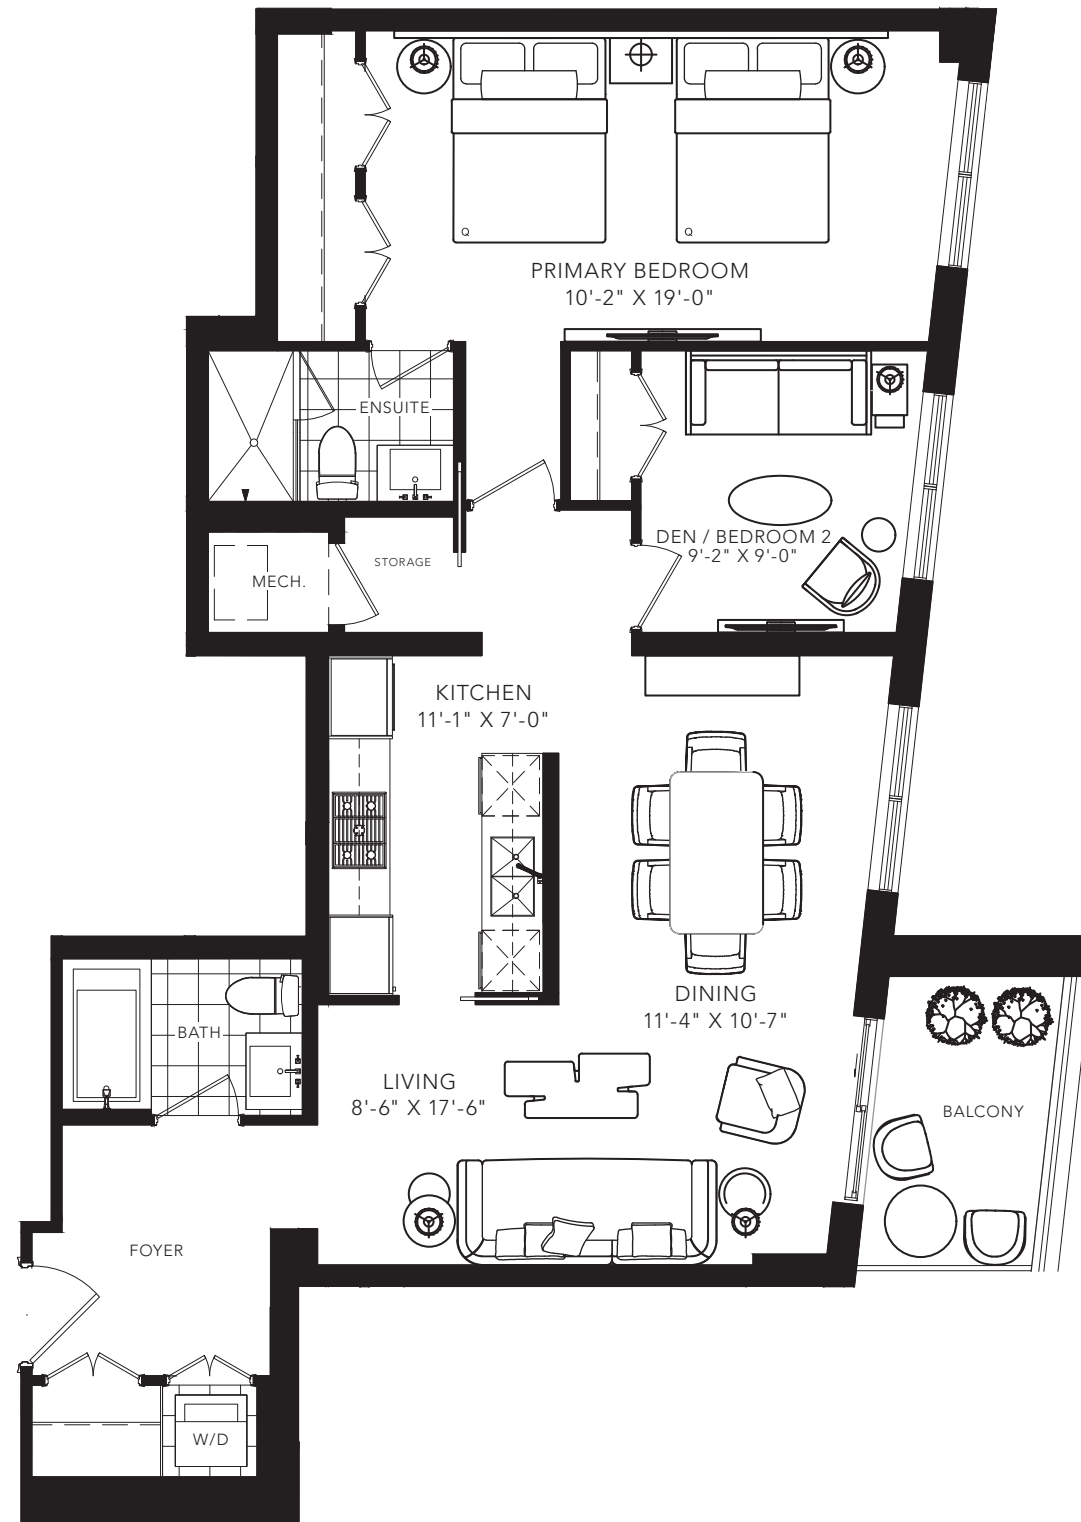 Q
Q
PRIMARY BEDROOM
10'-2" X 19'-0"
ENSUITE
DEN / BEDROOM 2
9'-2" X 9'-0"
STORAGE
MECH.
KITCHEN
11'-1" X 7'-0"
DINING
11'-4" X 10'-7"
BATH
LIVING
8'-6" X 17'-6"
BALCONY
FOYER
W/D